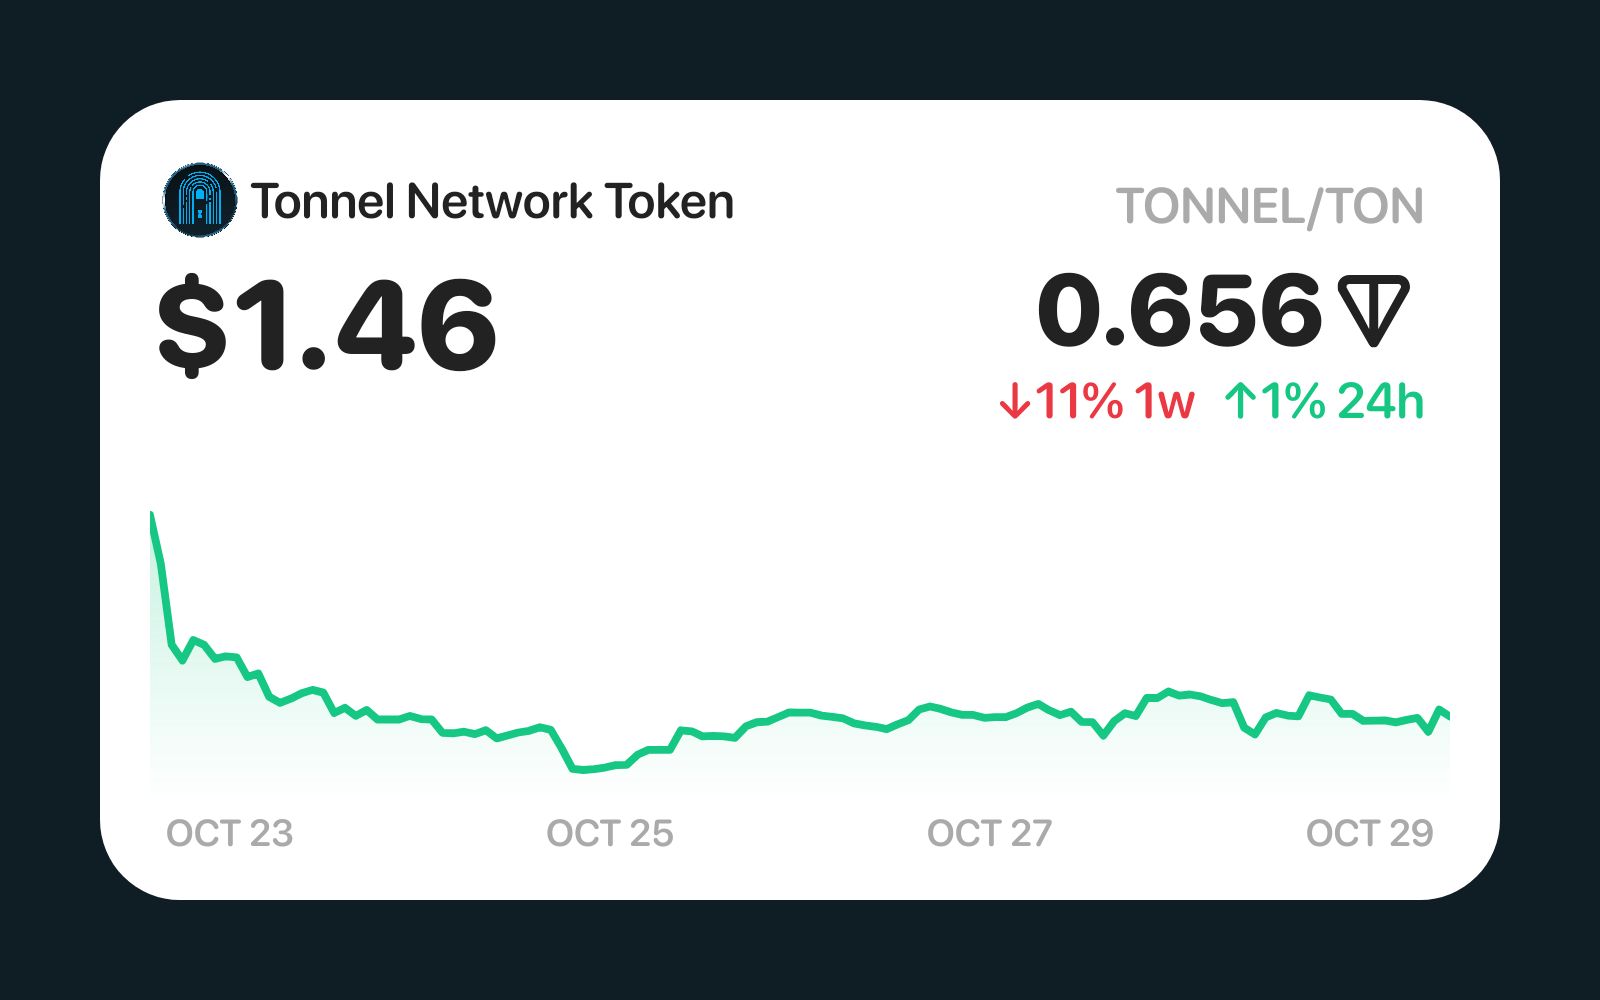 Tonnel Network Token
TONNEL/TON
$1.46
0.656
↓11% 1w ↑1% 24h
OCT 23 OCT 25 OCT 27 OCT 29